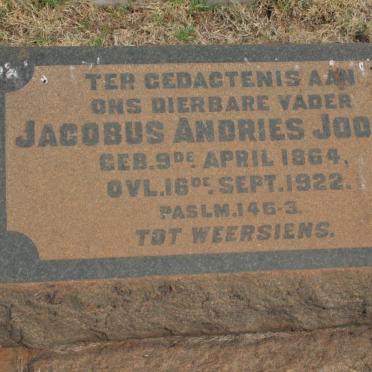 TER GEDACTENIS AAN
ONS DIERBARE VADER
JACOBUS ANDRIES
GEB. 9DE APRIL 1864,
OVL. 16DE SEPT. 1922.
PASLM. 146-3.
TOT WEERSIENS.